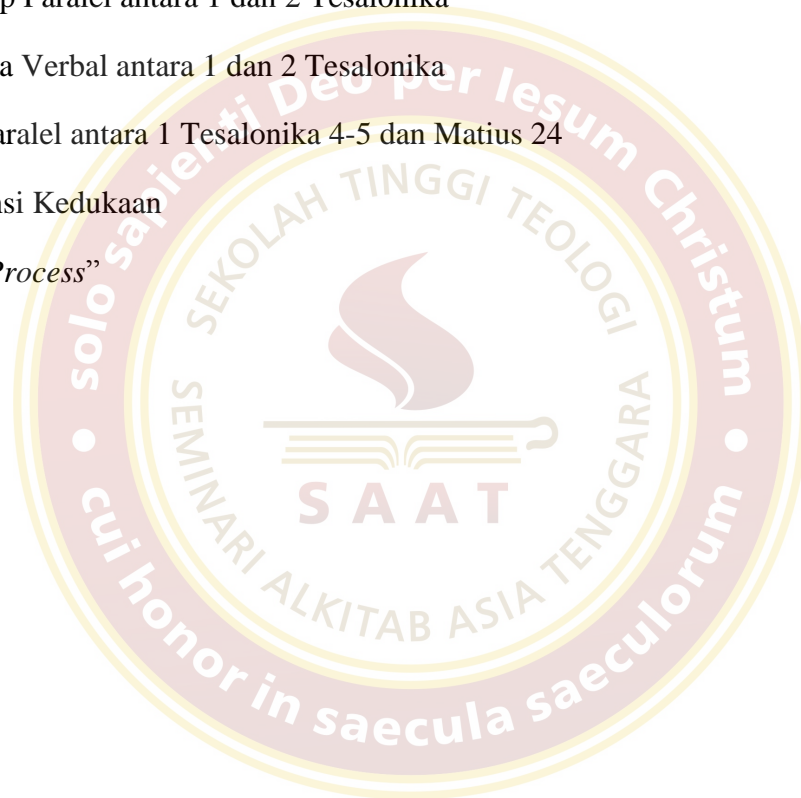 p Paralel antara 1 dan 2 Tesalonika
a Verbal antara 1 dan 2 Tesalonika
aralel antara 1 Tesalonika 4-5 dan Matius 24
nsi Kedukaan
Process”
solo sapienti Deo per Iesum Christum
SEKOLAH TINGGI TEOLOGI
SAAT
SEMINARI ALKITAB ASIA TENGGARA
cui honor in saecula saeculorum